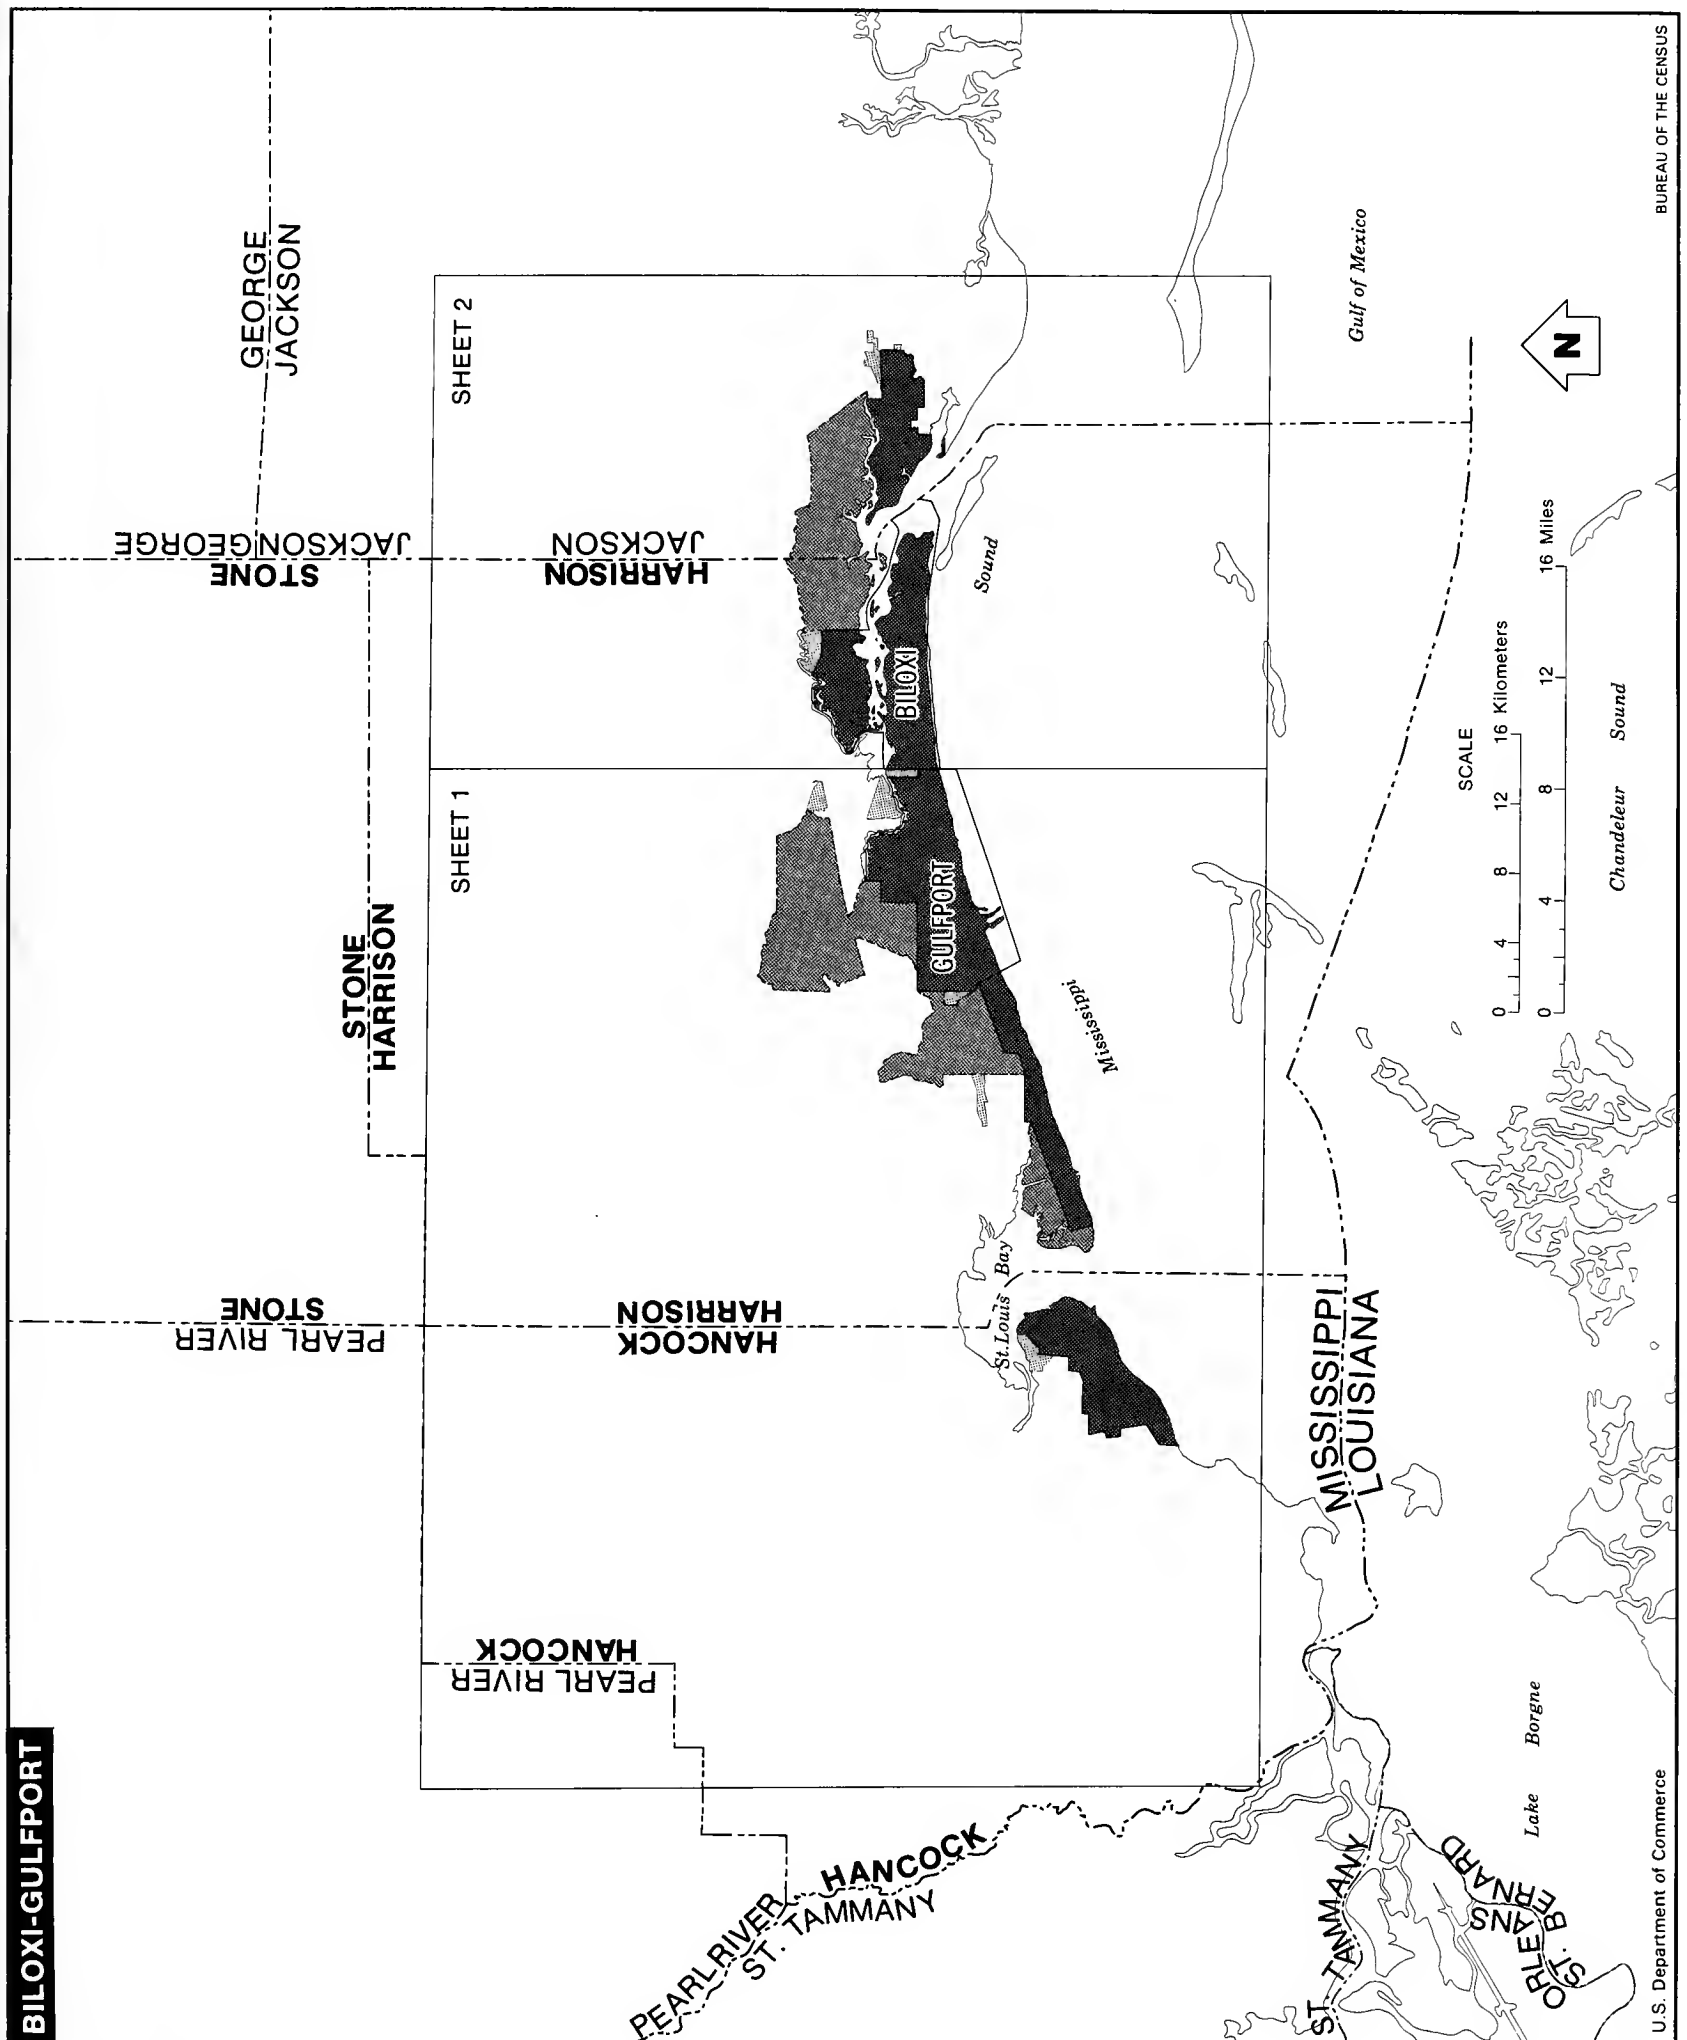 BILOXI-GULFPORT
GEORGE
JACKSON
STONE
JACKSON GEORGE
STONE
PEARL RIVER
STONE
HARRISON
SHEET 1
SHEET 2
HARRISON
JACKSON
HANCOCK
HARRISON
HANCOCK
PEARL RIVER
PEARL RIVER
ST. TAMMANY
HANCOCK
BILOXI
GULFPORT
St. Louis Bay
Mississippi
Sound
Gulf of Mexico
MISSISSIPPI
LOUISIANA
N
SCALE
0 4 8 12 16 Kilometers
0 4 8 12 16 Miles
Chandeleur Sound
Lake Borgne
ST. TAMMANY
ORLEANS
ST. BERNARD
U.S. Department of Commerce
BUREAU OF THE CENSUS